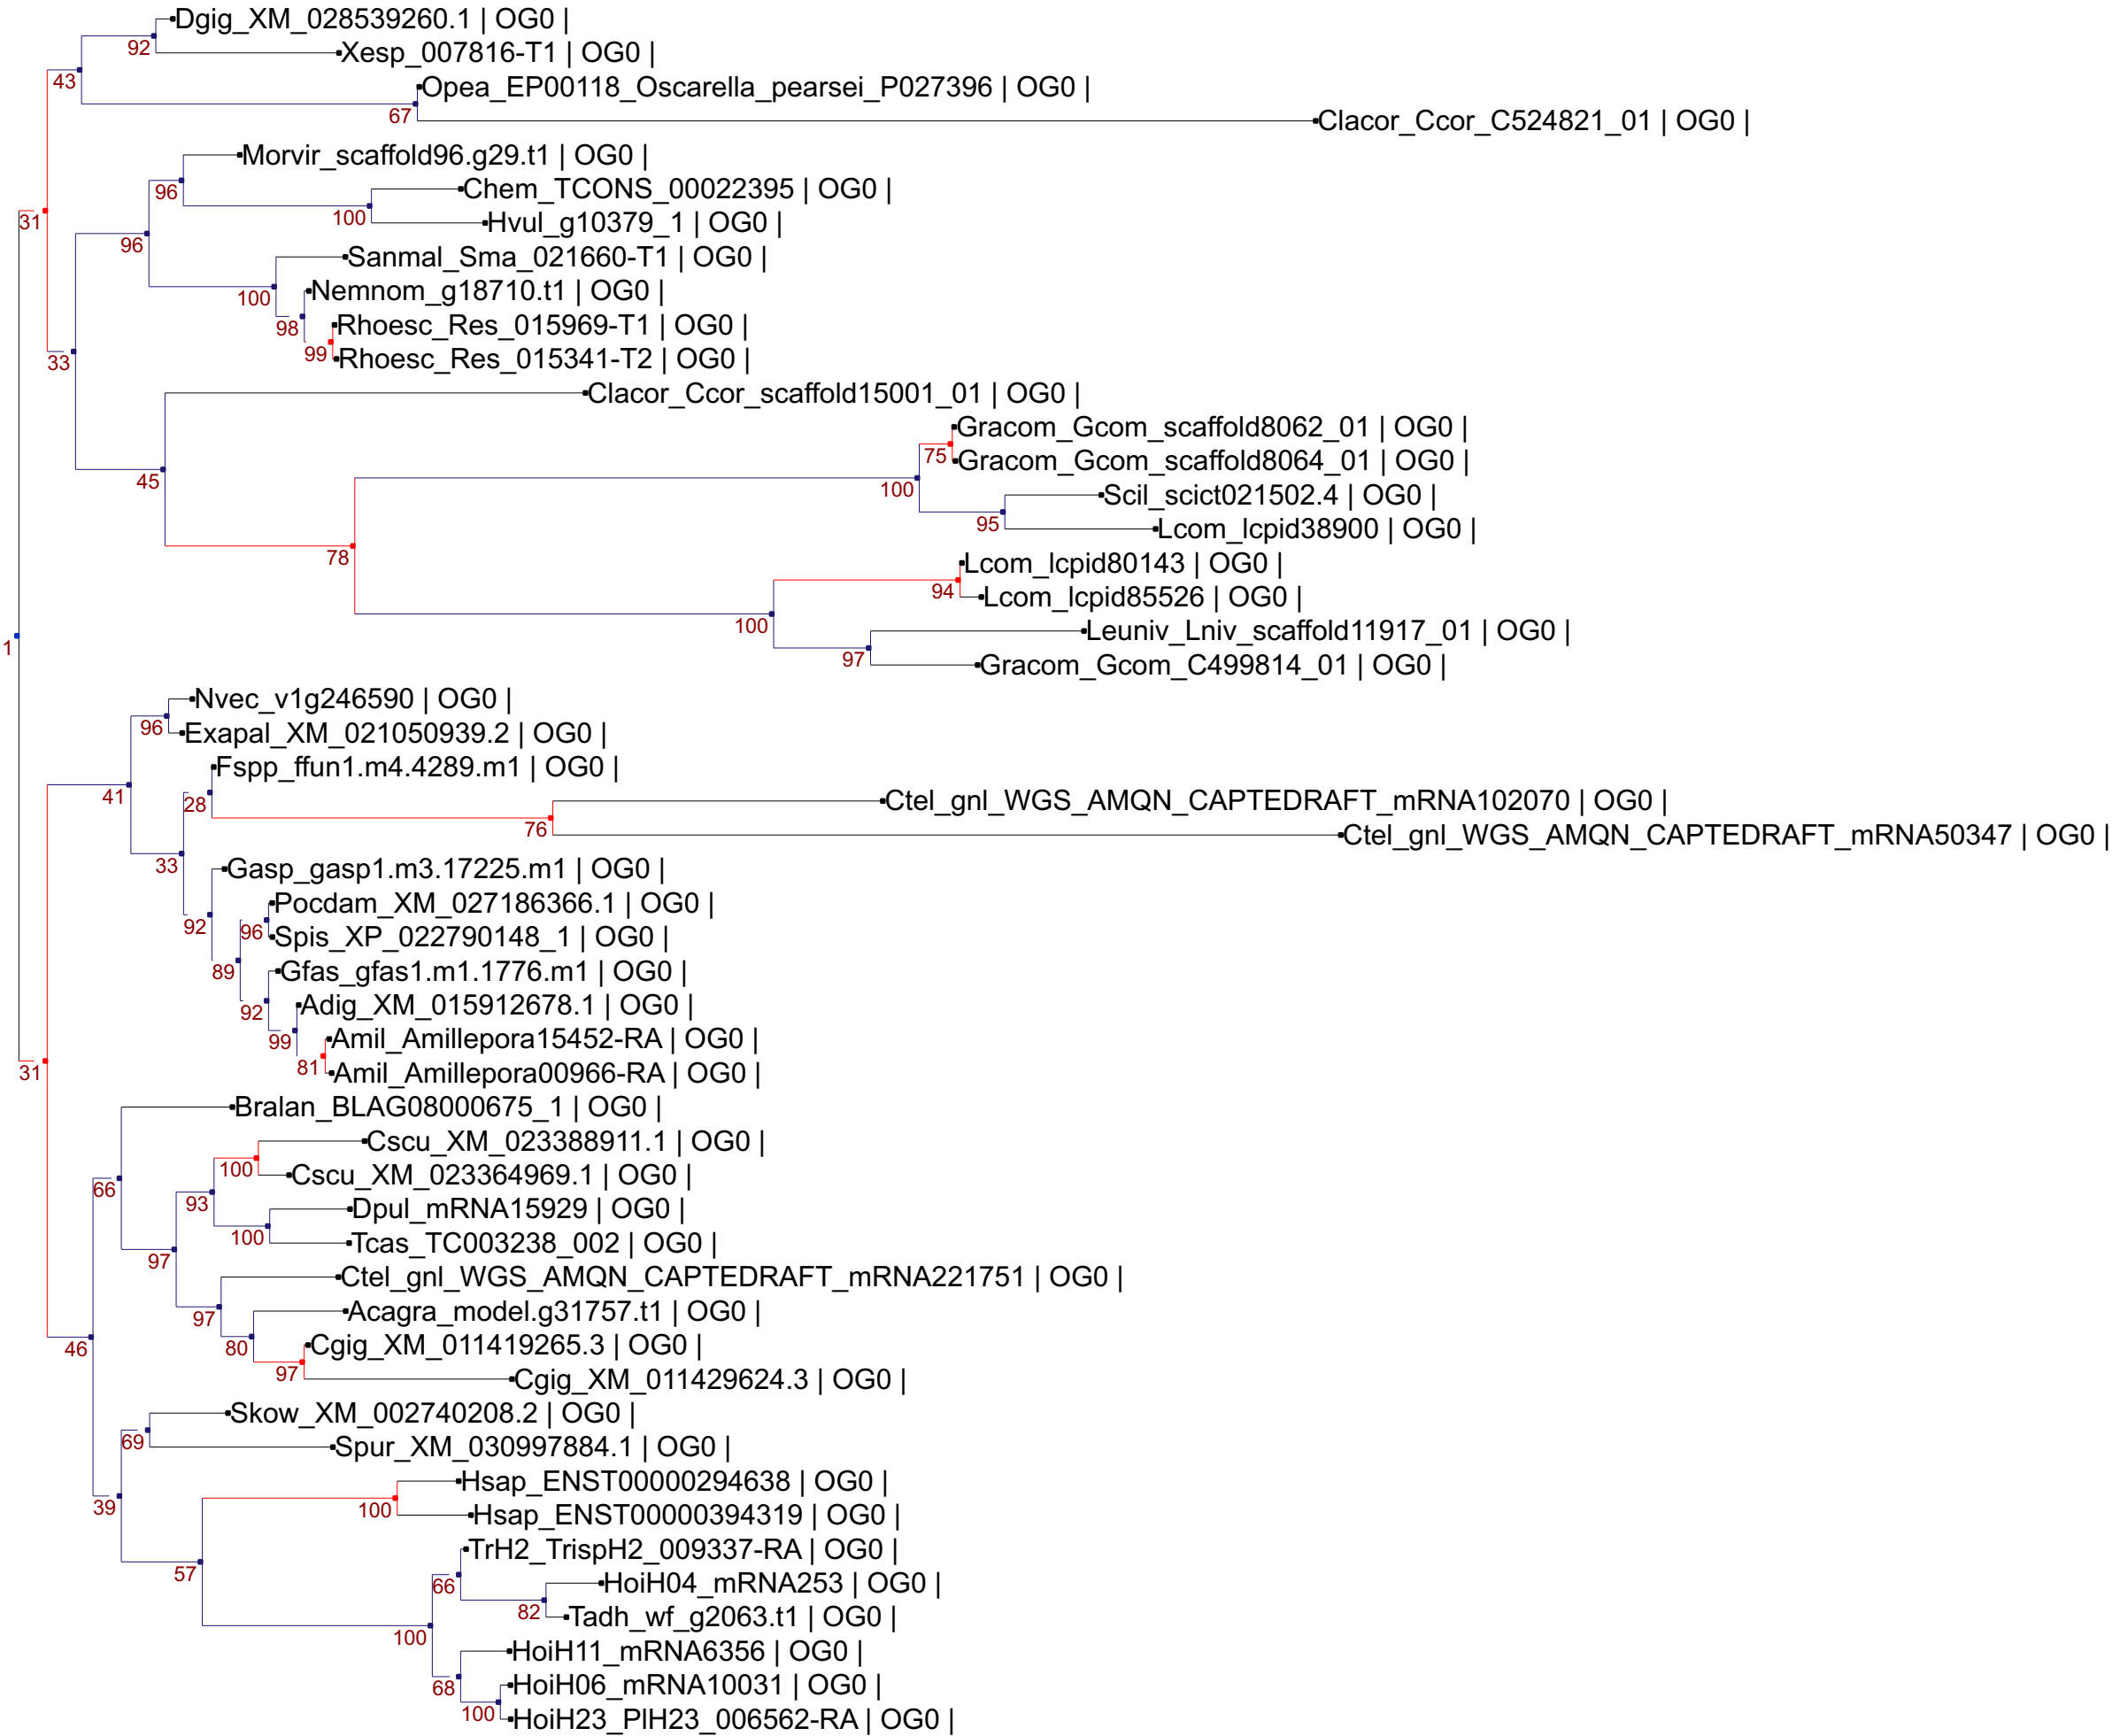 Dgig_XM_028539260.1 | OG0 |
92
Xesp_007816-T1 | OG0 |
43
Opea_EP00118_Oscarella_pearsei_P027396 | OG0 |
67
Clacor_Ccor_C524821_01 | OG0 |
Morvir_scaffold96.g29.t1 | OG0 |
96
Chem_TCONS_00022395 | OG0 |
100
31
Hvul_g10379_1 | OG0 |
96
Sanmal_Sma_021660-T1 | OG0 |
100
Nemnom_g18710.t1 | OG0 |
98
Rhoesc_Res_015969-T1 | OG0 |
99
33
Rhoesc_Res_015341-T2 | OG0 |
Clacor_Ccor_scaffold15001_01 | OG0 |
Gracom_Gcom_scaffold8062_01 | OG0 |
75
Gracom_Gcom_scaffold8064_01 | OG0 |
45
100
Scil_scict021502.4 | OG0 |
95
Lcom_lcpid38900 | OG0 |
78
Lcom_lcpid80143 | OG0 |
94
Lcom_lcpid85526 | OG0 |
100
Leuniv_Lniv_scaffold11917_01 | OG0 |
1
97
Gracom_Gcom_C499814_01 | OG0 |
Nvec_v1g246590 | OG0 |
96
Exapal_XM_021050939.2 | OG0 |
Fspp_ffun1.m4.4289.m1 | OG0 |
41
28
Ctel_gnl_WGS_AMQN_CAPTEDRAFT_mRNA102070 | OG0 |
76
Ctel_gnl_WGS_AMQN_CAPTEDRAFT_mRNA50347 | OG0 |
33
Gasp_gasp1.m3.17225.m1 | OG0 |
Pocdam_XM_027186366.1 | OG0 |
92
96
Spis_XP_022790148_1 | OG0 |
89
Gfas_gfas1.m1.1776.m1 | OG0 |
92
Adig_XM_015912678.1 | OG0 |
99
Amil_Amillepora15452-RA | OG0 |
81
31
Amil_Amillepora00966-RA | OG0 |
Bralan_BLAG08000675_1 | OG0 |
Cscu_XM_023388911.1 | OG0 |
100
Cscu_XM_023364969.1 | OG0 |
66
93
Dpul_mRNA15929 | OG0 |
100
Tcas_TC003238_002 | OG0 |
97
Ctel_gnl_WGS_AMQN_CAPTEDRAFT_mRNA221751 | OG0 |
97
Acagra_model.g31757.t1 | OG0 |
46
80
Cgig_XM_011419265.3 | OG0 |
97
Cgig_XM_011429624.3 | OG0 |
Skow_XM_002740208.2 | OG0 |
69
Spur_XM_030997884.1 | OG0 |
Hsap_ENST00000294638 | OG0 |
39
100
Hsap_ENST00000394319 | OG0 |
TrH2_TrispH2_009337-RA | OG0 |
57
66
HoiH04_mRNA253 | OG0 |
82
Tadh_wf_g2063.t1 | OG0 |
100
HoiH11_mRNA6356 | OG0 |
68
HoiH06_mRNA10031 | OG0 |
100
HoiH23_PlH23_006562-RA | OG0 |